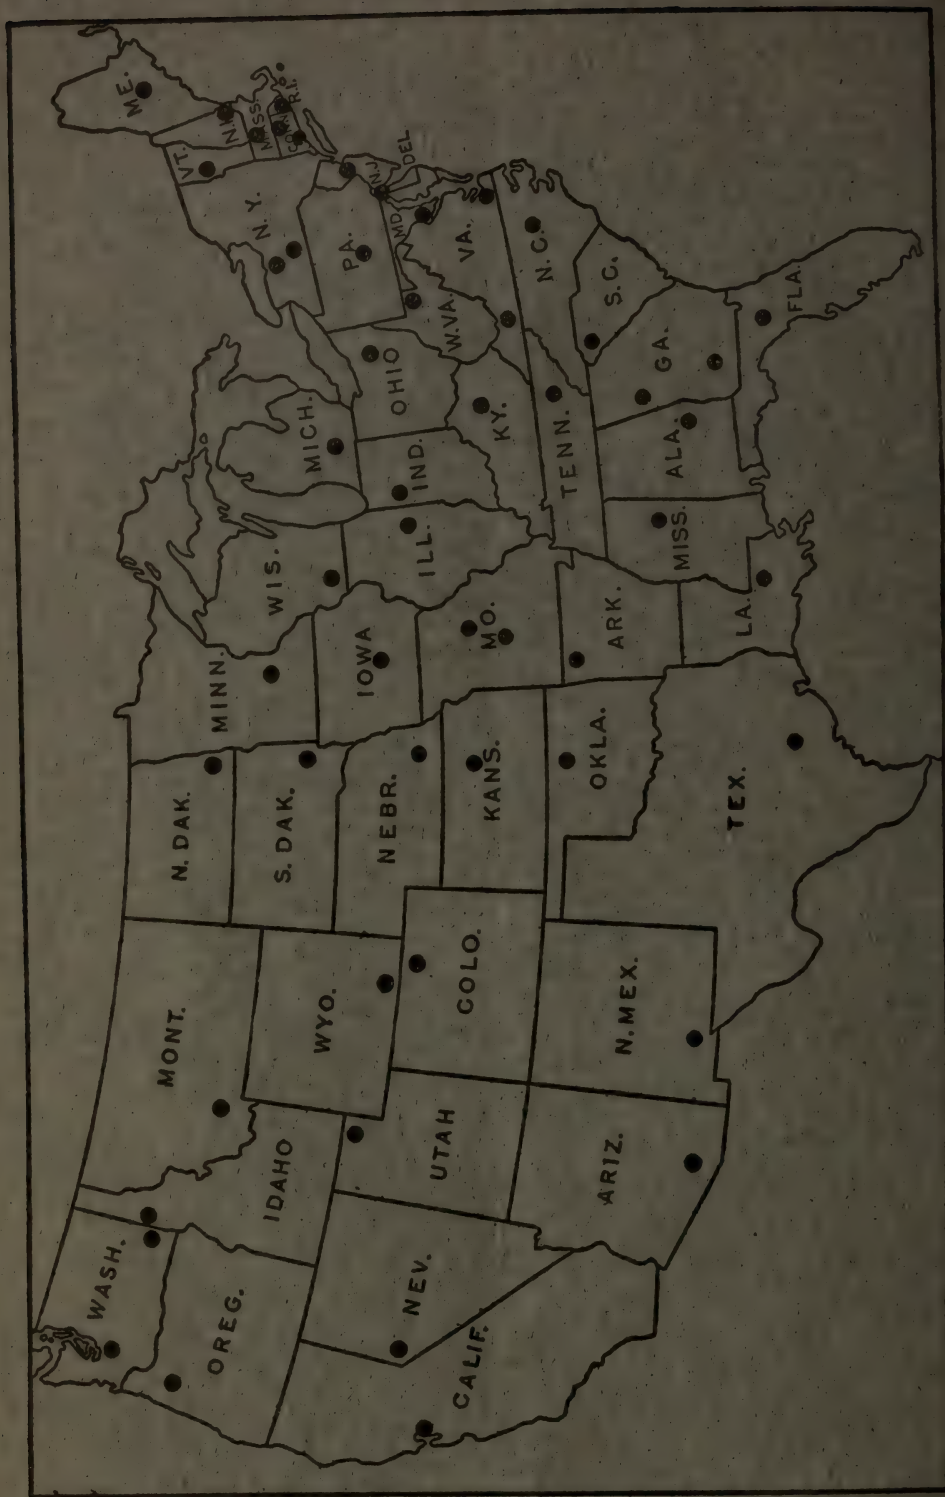 WASH.
OREG.
CALIF.
NEV.
IDAHO
MONT.
WYO.
UTAH
ARIZ.
COLO.
N. MEX.
N. DAK.
S. DAK.
NEBR.
KANS.
OKLA.
TEX.
MINN.
IOWA
MO.
ARK.
LA.
WIS.
ILL.
MICH.
IND.
OHIO
KY.
TENN.
MISS.
ALA.
GA.
FLA.
S.C.
N.C.
VA.
W.VA.
MD.
DEL
PA.
N.J.
N.Y.
VT.
N.H.
ME.
MASS.
CONN.
R.I.